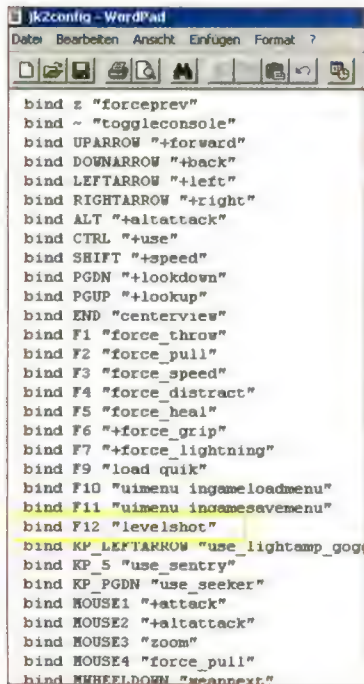 jk2config - WordPad
Datei Bearbeiten Ansicht Einfügen Format ?
bind z "forceprev"
bind ~ "toggleconsole"
bind UPARROW "+forward"
bind DOWNARROW "+back"
bind LEFTARROW "+left"
bind RIGHTARROW "+right"
bind ALT "+altattack"
bind CTRL "+use"
bind SHIFT "+speed"
bind PGDN "+lookdown"
bind PGUP "+lookup"
bind END "centerview"
bind F1 "force_throw"
bind F2 "force_pull"
bind F3 "force_speed"
bind F4 "force_distract"
bind F5 "force_heal"
bind F6 "+force_grip"
bind F7 "+force_lightning"
bind F9 "load quik"
bind F10 "uimenu ingameloadmenu"
bind F11 "uimenu ingamesavemenu"
bind F12 "levelshot"
bind KP_LEFTARROW "use_lightamp_gogg
bind KP_5 "use_sentry"
bind KP_PGDN "use_seeker"
bind MOUSE1 "+attack"
bind MOUSE2 "+altattack"
bind MOUSE3 "zoom"
bind MOUSE4 "force_pull"
bind MWHEELDOWN "weapnext"